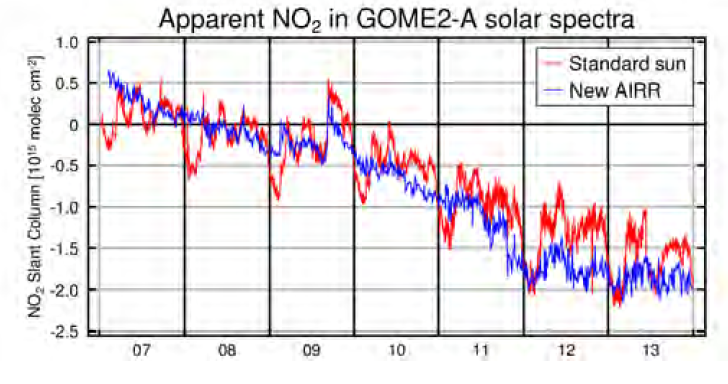 Apparent NO₂ in GOME2-A solar spectra
NO₂ Slant Column [10¹⁵ molec cm⁻²]
1.0
0.5
0
-0.5
-1.0
-1.5
-2.0
-2.5
Standard sun
New AIRR
07 08 09 10 11 12 13